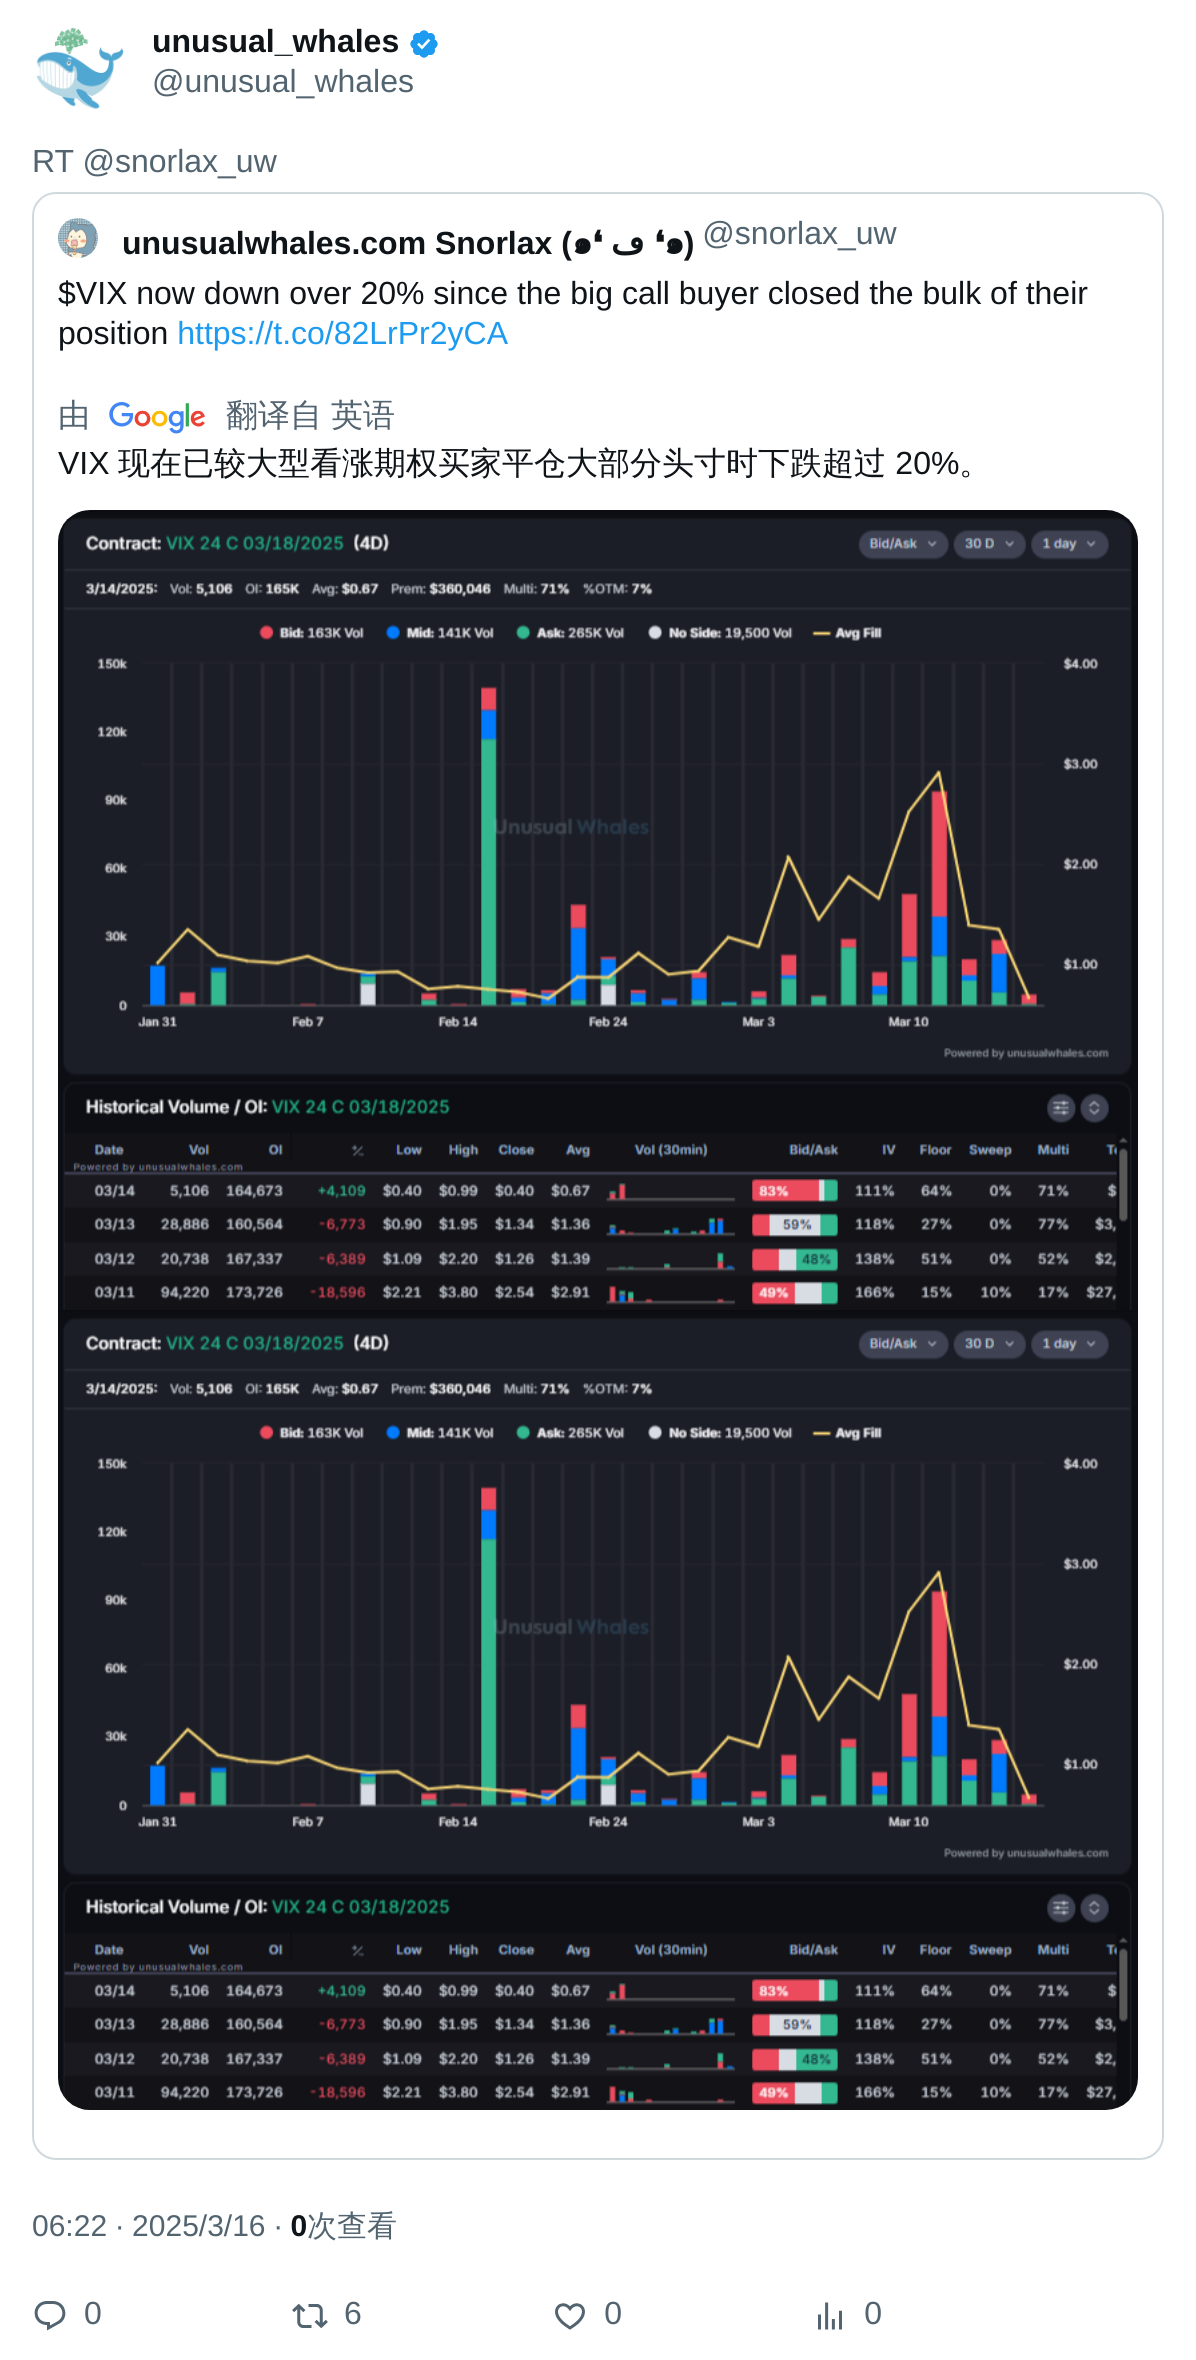 unusual_whales
@unusual_whales
RT @snorlax_uw
unusualwhales.com Snorlax (๑❛ ڡ ❛๑) @snorlax_uw
$VIX now down over 20% since the big call buyer closed the bulk of their
position https://t.co/82LrPr2yCA
由 Google 翻译自 英语
VIX 现在已较大型看涨期权买家平仓大部分头寸时下跌超过 20%。
Contract: VIX 24 C 03/18/2025 (4D) Bid/Ask 30 D 1 day
3/14/2025: Vol: 5,106 OI: 165K Avg: $0.67 Prem: $360,046 Multi: 71% %OTM: 7%
Bid: 163K Vol Mid: 141K Vol Ask: 265K Vol No Side: 19,500 Vol Avg Fill
150k $4.00
120k
$3.00
90k
Unusual Whales
60k $2.00
30k
$1.00
0
Jan 31 Feb 7 Feb 14 Feb 24 Mar 3 Mar 10
Powered by unusualwhales.com
Historical Volume / OI: VIX 24 C 03/18/2025
Date Vol OI ⁒ Low High Close Avg Vol (30min) Bid/Ask IV Floor Sweep Multi
Powered by unusualwhales.com
03/14 5,106 164,673 +4,109 $0.40 $0.99 $0.40 $0.67 83% 111% 64% 0% 71% $
03/13 28,886 160,564 -6,773 $0.90 $1.95 $1.34 $1.36 59% 118% 27% 0% 77% $3,
03/12 20,738 167,337 -6,389 $1.09 $2.20 $1.26 $1.39 48% 138% 51% 0% 52% $2,
03/11 94,220 173,726 -18,596 $2.21 $3.80 $2.54 $2.91 49% 166% 15% 10% 17% $27,
Contract: VIX 24 C 03/18/2025 (4D) Bid/Ask 30 D 1 day
3/14/2025: Vol: 5,106 OI: 165K Avg: $0.67 Prem: $360,046 Multi: 71% %OTM: 7%
Bid: 163K Vol Mid: 141K Vol Ask: 265K Vol No Side: 19,500 Vol Avg Fill
150k $4.00
120k
$3.00
90k
Unusual Whales
60k $2.00
30k
$1.00
0
Jan 31 Feb 7 Feb 14 Feb 24 Mar 3 Mar 10
Powered by unusualwhales.com
Historical Volume / OI: VIX 24 C 03/18/2025
Date Vol OI ⁒ Low High Close Avg Vol (30min) Bid/Ask IV Floor Sweep Multi
Powered by unusualwhales.com
03/14 5,106 164,673 +4,109 $0.40 $0.99 $0.40 $0.67 83% 111% 64% 0% 71% $
03/13 28,886 160,564 -6,773 $0.90 $1.95 $1.34 $1.36 59% 118% 27% 0% 77% $3,
03/12 20,738 167,337 -6,389 $1.09 $2.20 $1.26 $1.39 48% 138% 51% 0% 52% $2,
03/11 94,220 173,726 -18,596 $2.21 $3.80 $2.54 $2.91 49% 166% 15% 10% 17% $27,
06:22 · 2025/3/16 · 0次查看
0 6 0 0